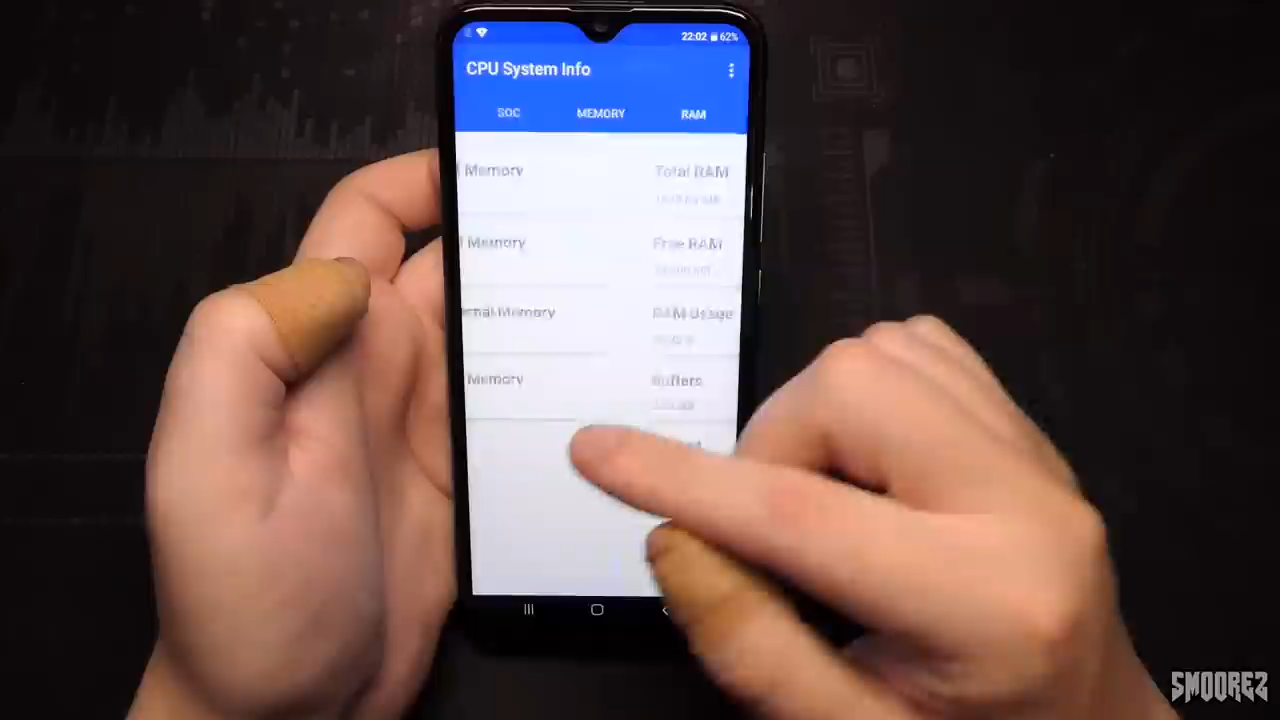 22:02 62%
CPU System Info
SOC MEMORY RAM
l Memory Total RAM
l Memory Free RAM
ernal Memory RAM Usage
Memory Buffers
SMOOREZ